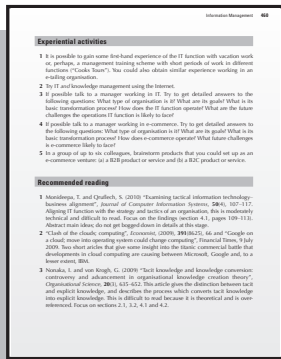 Information Management 469
Experiential activities
1 It is possible to gain some first-hand experience of the IT function with vacation work
or, perhaps, a management training scheme with short periods of work in different
functions ("Cooks Tours"). You could also obtain similar experience working in an
e-tailing organisation.
2 Try IT and knowledge management using the Internet.
3 If possible talk to a manager working in IT. Try to get detailed answers to the
following questions: What type of organisation is it? What are its goals? What is its
basic transformation process? How does the IT function operate? What are the future
challenges the operations IT function is likely to face?
4 If possible talk to a manager working in e-commerce. Try to get detailed answers to
the following questions: What type of organisation is it? What are its goals? What is its
basic transformation process? How does e-commerce operate? What future challenges
is e-commerce likely to face?
5 In a group of up to six colleagues, brainstorm products that you could set up as an
e-commerce venture: (a) a B2B product or service and (b) a B2C product or service.
Recommended reading
1 Morideepa, T. and Qrafiech, S. (2010) "Examining tactical information technology–
business alignment", Journal of Computer Information Systems, 50(4), 107–117.
Aligning IT function with the strategy and tactics of an organisation, this is moderately
technical and difficult to read. Focus on the findings (section 4.1, pages 109–113).
Abstract main ideas; do not get bogged down in details at this stage.
2 "Clash of the clouds; computing", Economist, (2009), 391(8625), 66 and "Google on
a cloud; move into operating system could change computing", Financial Times, 9 July
2009. Two short articles that give some insight into the titanic commercial battle that
developments in cloud computing are causing between Microsoft, Google and, to a
lesser extent, IBM.
3 Nonaka, I. and von Krogh, G. (2009) "Tacit knowledge and knowledge conversion:
controversy and advancement in organisational knowledge creation theory",
Organisational Science, 20(3), 635–652. This article gives the distinction between tacit
and explicit knowledge, and describes the process which converts tacit knowledge
into explicit knowledge. This is difficult to read because it is theoretical and is over-
referenced. Focus on sections 2.1, 3.2, 4.1 and 4.2.